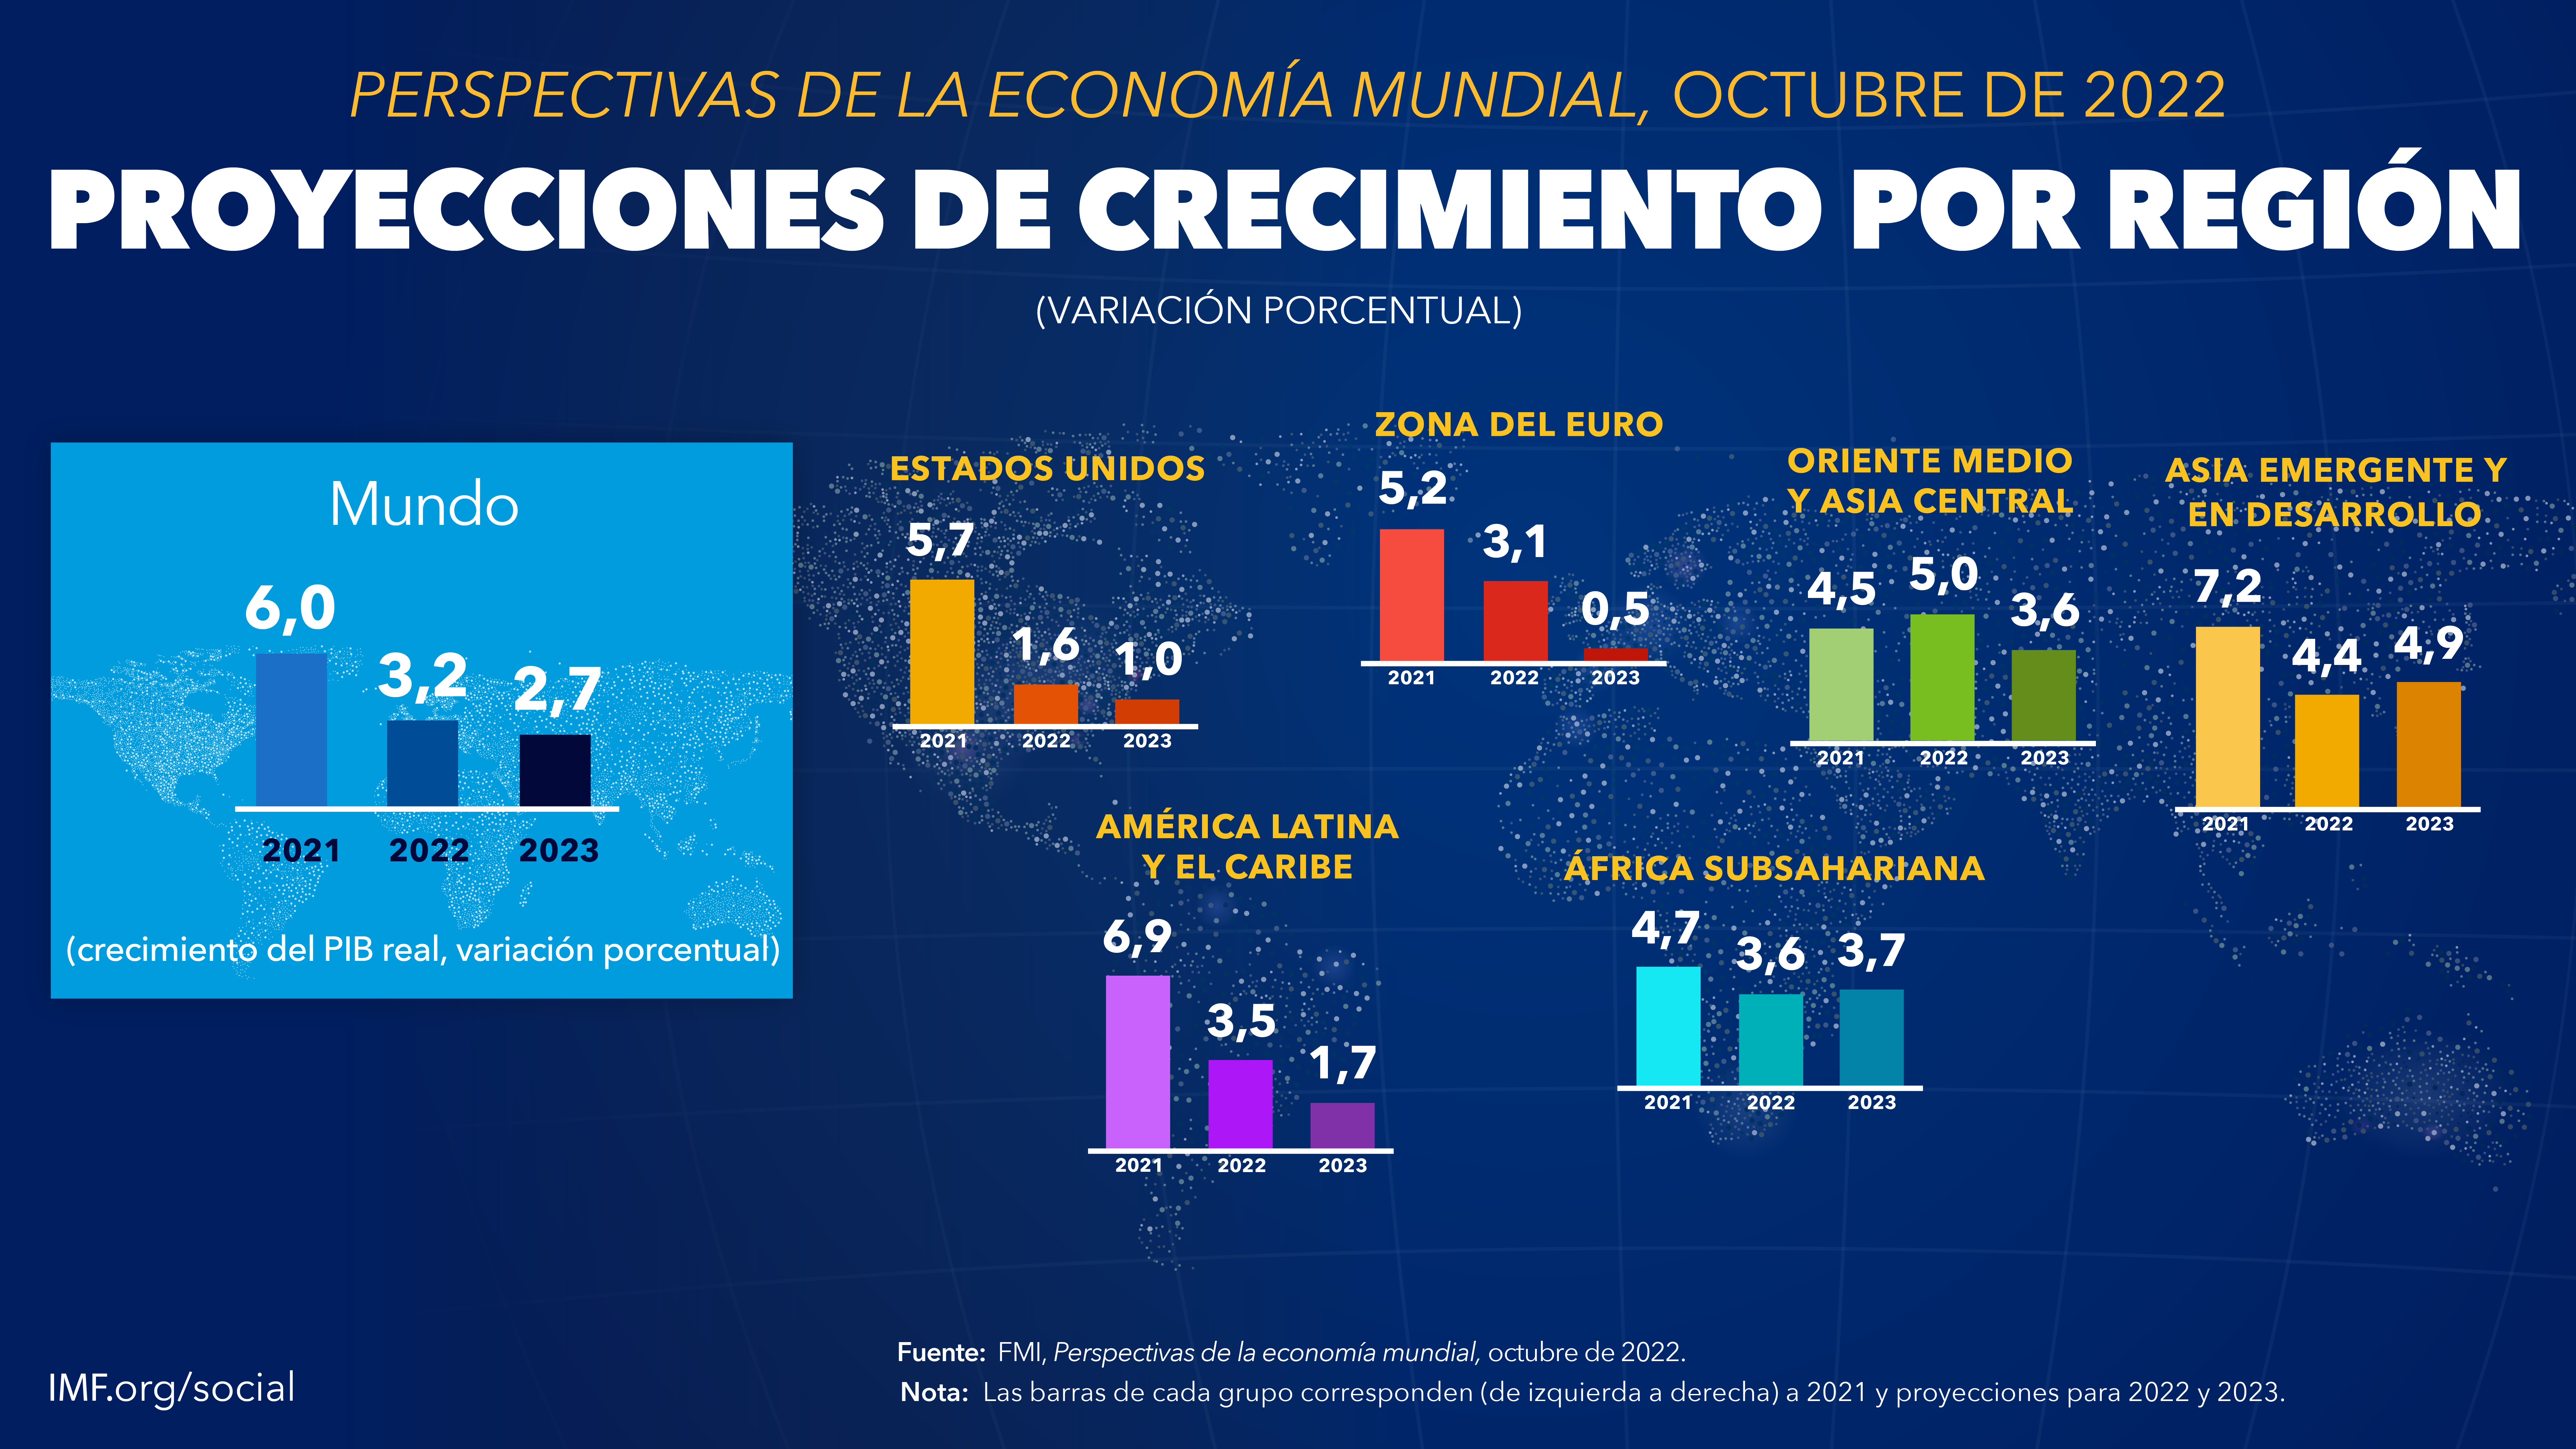 PERSPECTIVAS DE LA ECONOMÍA MUNDIAL, OCTUBRE DE 2022
PROYECCIONES DE CRECIMIENTO POR REGIÓN
(VARIACIÓN PORCENTUAL)
Mundo
6,0
3,2
2,7
2021
2022
2023
(crecimiento del PIB real, variación porcentual)
ESTADOS UNIDOS
5,7
1,6
1,0
2021
2022
2023
ZONA DEL EURO
5,2
3,1
0,5
2021
2022
2023
ORIENTE MEDIO
Y ASIA CENTRAL
4,5
5,0
3,6
2021
2022
2023
ASIA EMERGENTE Y
EN DESARROLLO
7,2
4,4
4,9
2021
2022
2023
AMÉRICA LATINA
Y EL CARIBE
6,9
3,5
1,7
2021
2022
2023
ÁFRICA SUBSAHARIANA
4,7
3,6
3,7
2021
2022
2023
Fuente: FMI, Perspectivas de la economía mundial, octubre de 2022.
Nota: Las barras de cada grupo corresponden (de izquierda a derecha) a 2021 y proyecciones para 2022 y 2023.
IMF.org/social